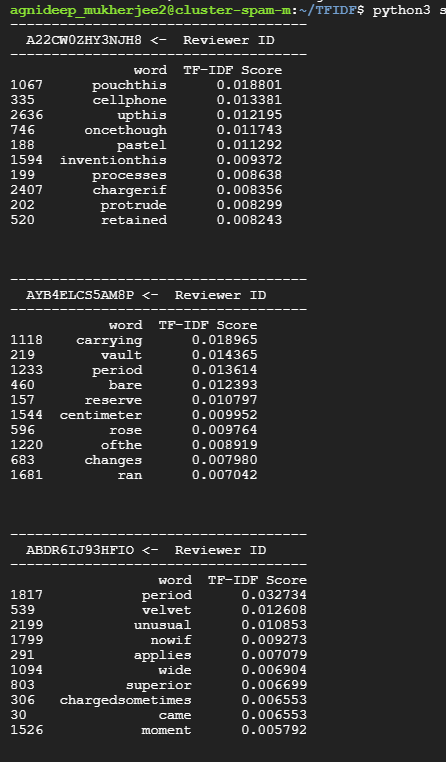 agnideep_mukherjee2@cluster-spam-m:~/TFIDF$ python3 s
-----------------------------------
A22CW0ZHY3NJH8 <- Reviewer ID
-----------------------------------
word TF-IDF Score
1067 pouchthis 0.018801
335 cellphone 0.013381
2636 upthis 0.012195
746 oncethough 0.011743
188 pastel 0.011292
1594 inventionthis 0.009372
199 processes 0.008638
2407 chargerif 0.008356
202 protrude 0.008299
520 retained 0.008243
-----------------------------------
AYB4ELCS5AM8P <- Reviewer ID
-----------------------------------
word TF-IDF Score
1118 carrying 0.018965
219 vault 0.014365
1233 period 0.013614
460 bare 0.012393
157 reserve 0.010797
1544 centimeter 0.009952
596 rose 0.009764
1220 ofthe 0.008919
683 changes 0.007980
1681 ran 0.007042
-----------------------------------
ABDR6IJ93HFIO <- Reviewer ID
-----------------------------------
word TF-IDF Score
1817 period 0.032734
539 velvet 0.012608
2199 unusual 0.010853
1799 nowif 0.009273
291 applies 0.007079
1094 wide 0.006904
803 superior 0.006699
306 chargedsometimes 0.006553
30 came 0.006553
1526 moment 0.005792